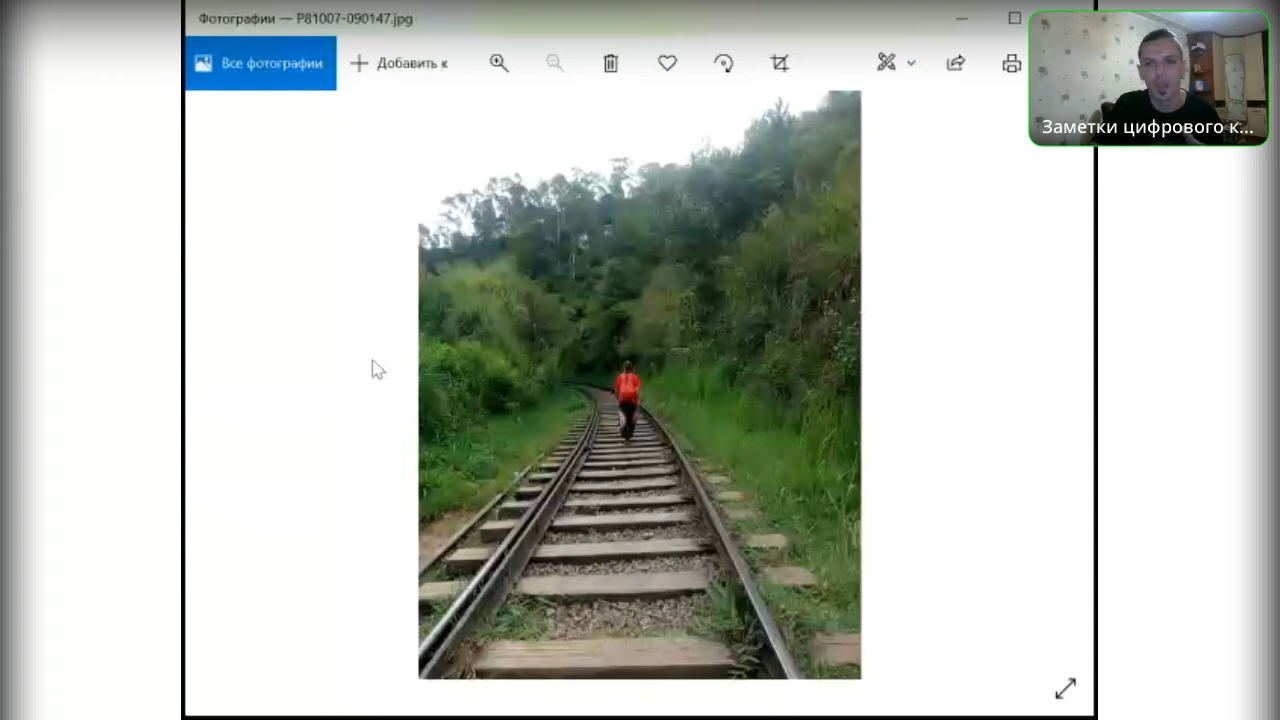 Фотографии — P81007-090147.jpg
Все фотографии
Добавить к
Заметки цифрового к...